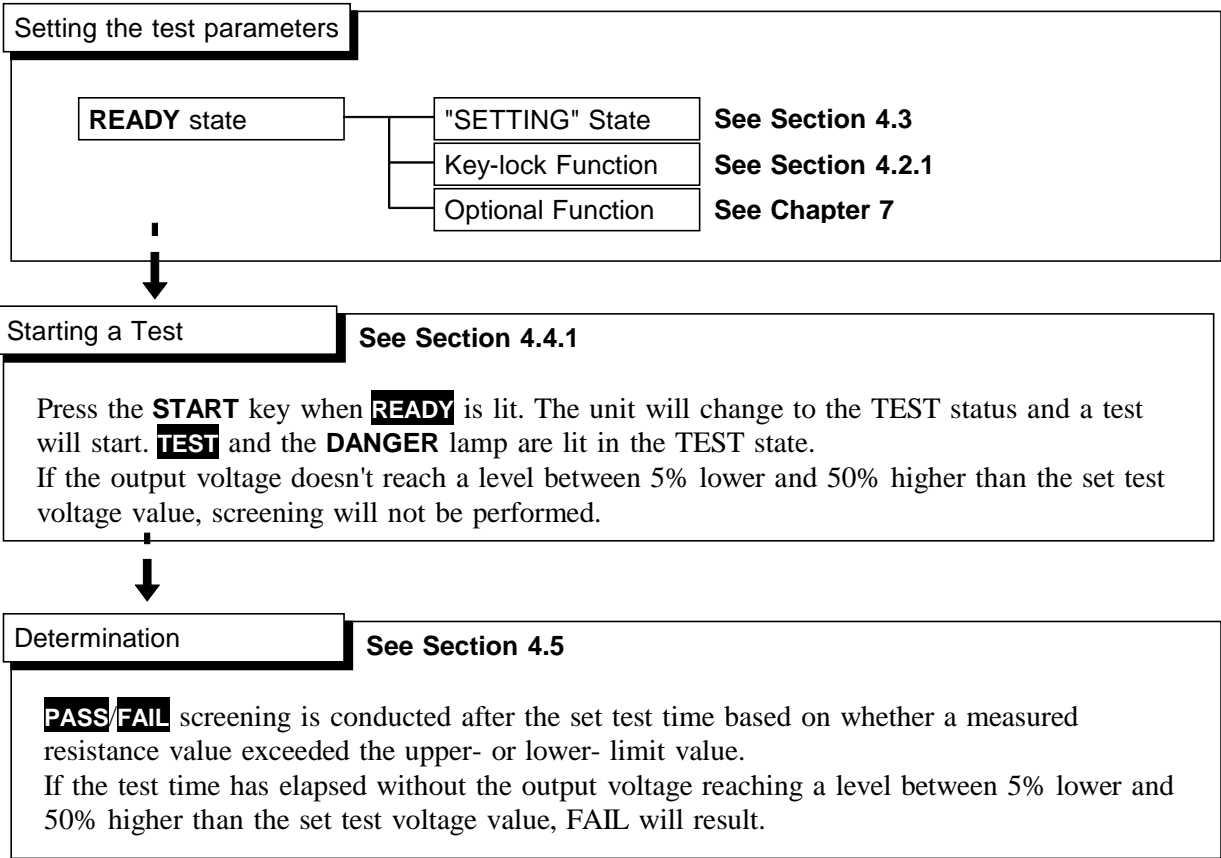 Setting the test parameters
READY state
"SETTING" State
See Section 4.3
Key-lock Function
See Section 4.2.1
Optional Function
See Chapter 7
Starting a Test
See Section 4.4.1
Press the START key when READY is lit. The unit will change to the TEST status and a test
will start. TEST and the DANGER lamp are lit in the TEST state.
If the output voltage doesn't reach a level between 5% lower and 50% higher than the set test
voltage value, screening will not be performed.
Determination
See Section 4.5
PASS/FAIL screening is conducted after the set test time based on whether a measured
resistance value exceeded the upper- or lower- limit value.
If the test time has elapsed without the output voltage reaching a level between 5% lower and
50% higher than the set test voltage value, FAIL will result.